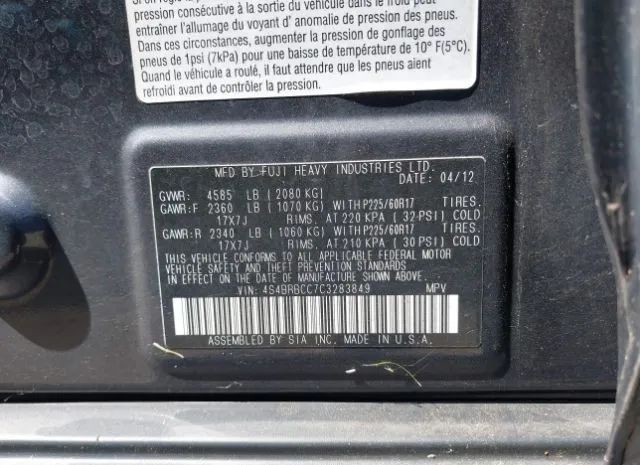 pression consécutive à la sortie du véhicule dans le froid peut
entraîner l'allumage du voyant d' anomalie de pression des pneus.
Dans ces circonstances, augmenter la pression de gonflage des
pneus de 1psi (7kPa) pour une baisse de température de 10° F(5°C).
Quand le véhicule a roulé, il faut attendre que les pneus aient
refroidi avant de contrôler la pression.
MFD. BY FUJI HEAVY INDUSTRIES LTD.
DATE: 04/12
GVWR: 4585 LB (2080 KG)
GAWR:F 2360 LB (1070 KG) WITH P225/60R17 TIRES.
17X7J RIMS. AT 220 KPA (32 PSI) COLD
GAWR:R 2340 LB (1060 KG) WITH P225/60R17 TIRES.
17X7J RIMS. AT 210 KPA (30 PSI) COLD
THIS VEHICLE CONFORMS TO ALL APPLICABLE FEDERAL MOTOR
VEHICLE SAFETY AND BUMPER STANDARDS
IN EFFECT ON THE DATE OF MANUFACTURE SHOWN ABOVE.
VIN: 4S4BRBCC7C3283849 MPV
ASSEMBLED BY SIA INC. MADE IN U.S.A.